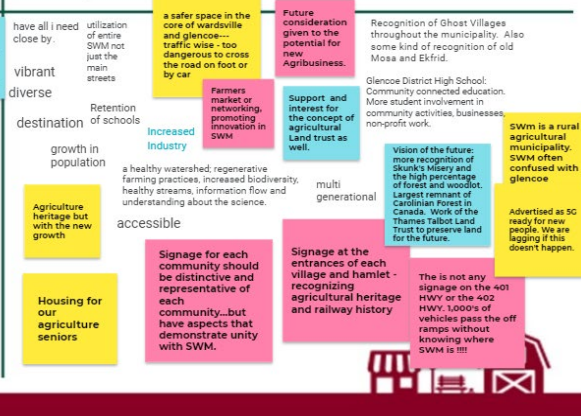 have all i need
close by.
utilization
of entire
SWM not
just the
main
streets
a safer space in the
core of wardsville
and glencoe---
traffic wise - too
dangerous to cross
the road on foot or
by car
Future
consideration
given to the
potential for
new
Agribusiness.
Recognition of Ghost Villages
throughout the municipality. Also
some kind of recognition of old
Mosa and Ekfrid.
vibrant
diverse
destination
Retention
of schools
Increased
Industry
Farmers
market or
networking,
promoting
innovation in
SWM
Support and
interest for
the concept of
agricultural
Land trust as
well.
Glencoe District High School:
Community connected education.
More student involvement in
community activities, businesses,
non-profit work.
SWm is a rural
agricultural
municipality.
SWM often
confused with
glencoe
growth in
population
a healthy watershed; regenerative
farming practices, increased biodiversity,
healthy streams, information flow and
understanding about the science.
multi
generational
Vision of the future:
more recognition of
Skunk's Misery and
the high percentage
of forest and woodlot.
Largest remnant of
Carolinian Forest in
Canada. Work of the
Thames Talbot Land
Trust to preserve land
for the future.
Advertised as 5G
ready for new
people. We are
lagging if this
doesn't happen.
Agriculture
heritage but
with the new
growth
accessible
Signage for each
community should
be distinctive and
representative of
each
community...but
have aspects that
demonstrate unity
with SWM.
Signage at the
entrances of each
village and hamlet -
recognizing
agricultural heritage
and railway history
The is not any
signage on the 401
HWY or the 402
HWY. 1,000's of
vehicles pass the off
ramps without
knowing where
SWM is !!!!
Housing for
our
agriculture
seniors